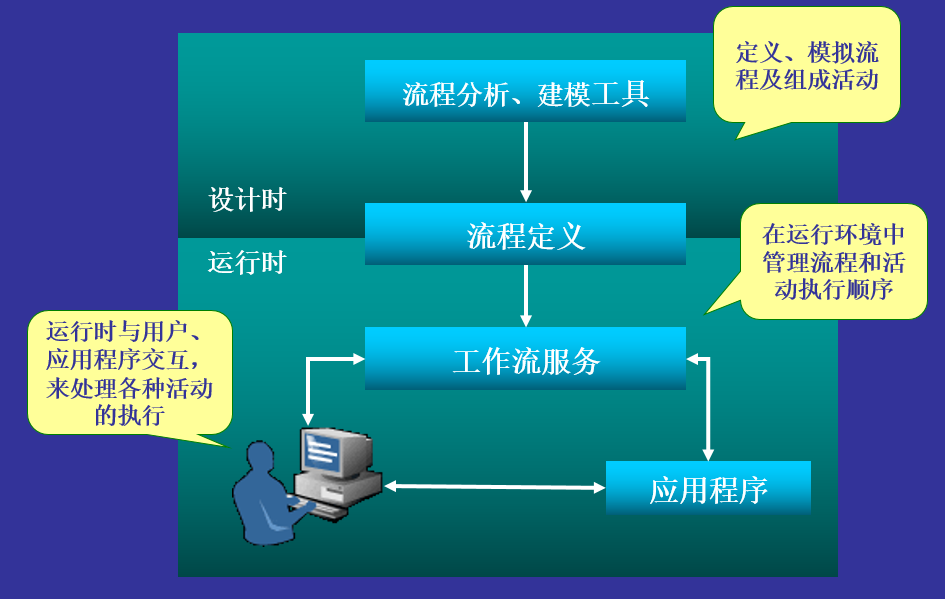 定义、模拟流
程及组成活动
流程分析、建模工具
设计时
流程定义
运行时
在运行环境中
管理流程和活
动执行顺序
运行时与用户、
应用程序交互，
来处理各种活动
的执行
工作流服务
应用程序